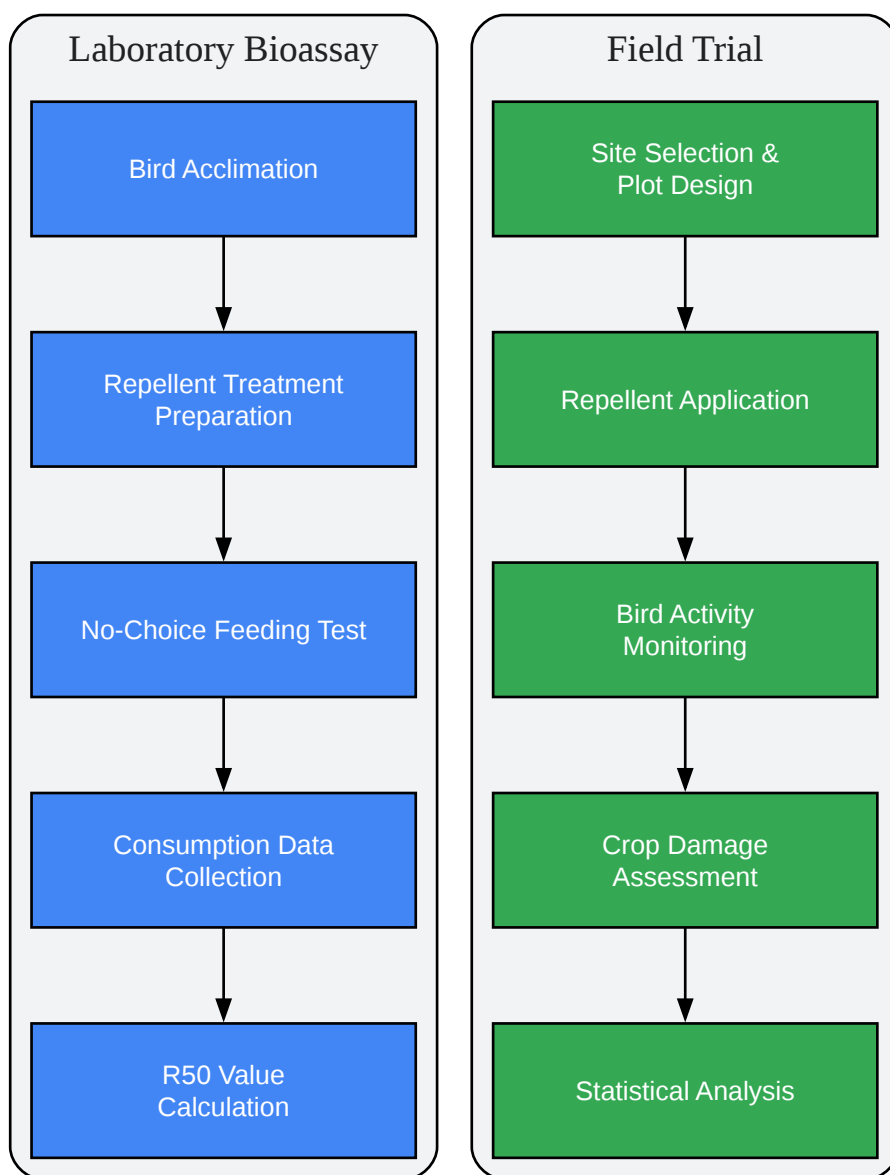 Laboratory Bioassay
Bird Acclimation
Repellent Treatment
Preparation
No-Choice Feeding Test
Consumption Data
Collection
R50 Value
Calculation
Field Trial
Site Selection &
Plot Design
Repellent Application
Bird Activity
Monitoring
Crop Damage
Assessment
Statistical Analysis